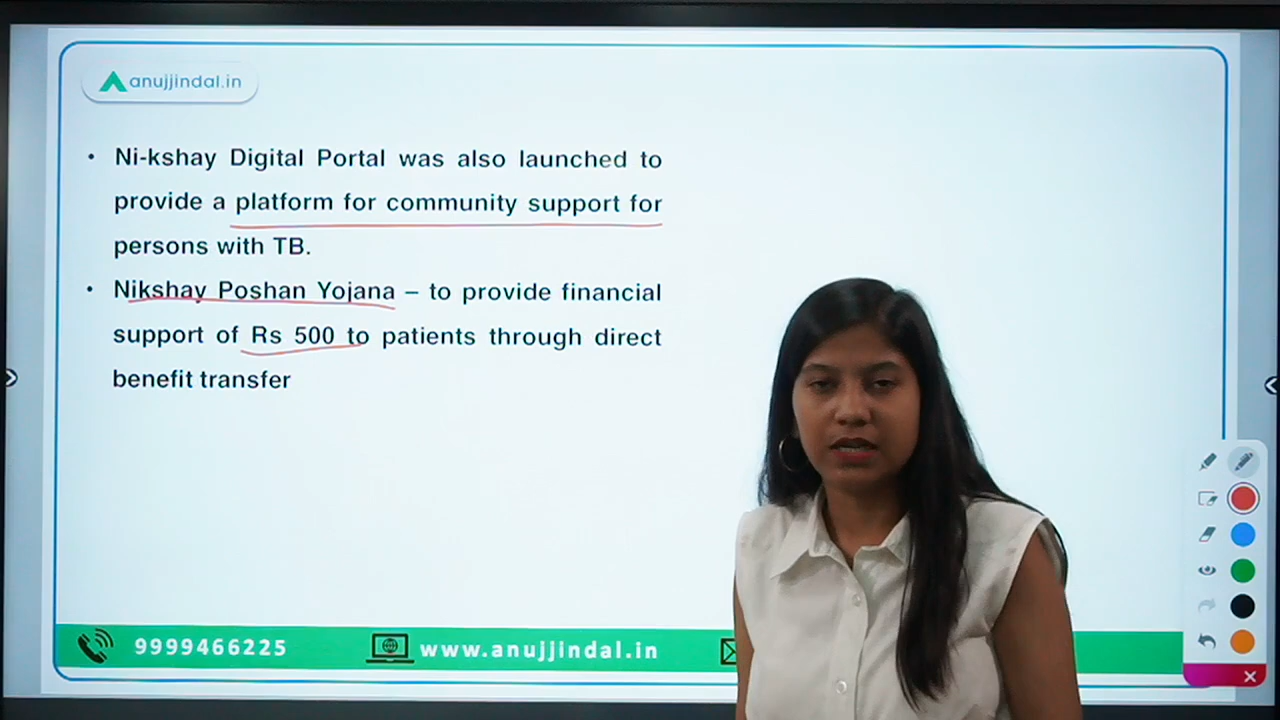 anujjindal.in
• Ni-kshay Digital Portal was also launched to
provide a platform for community support for
persons with TB.
• Nikshay Poshan Yojana – to provide financial
support of Rs 500 to patients through direct
benefit transfer
9999466225
www.anujjindal.in